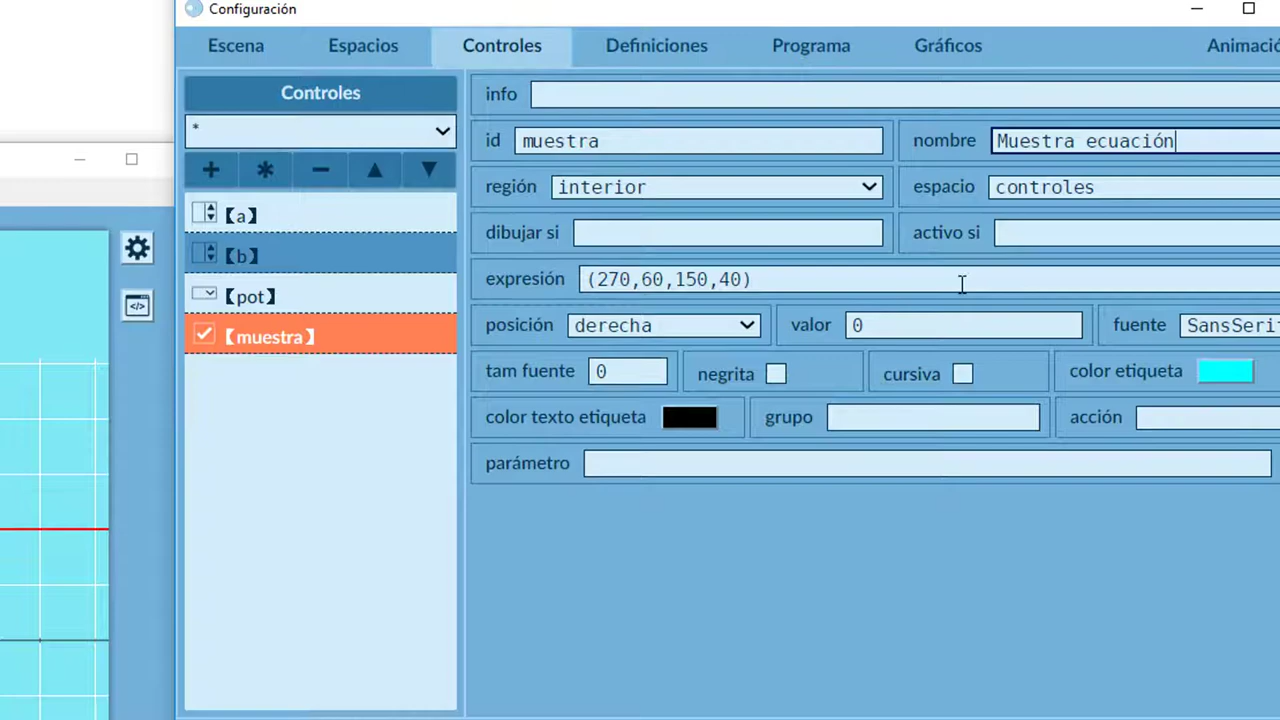 Configuración
Escena Espacios Controles Definiciones Programa Gráficos Animació
Controles
*
info
id muestra nombre Muestra ecuación
región interior espacio controles
dibujar si activo si
expresión (270,60,150,40)
posición derecha valor 0 fuente SansSerif
tam fuente 0 negrita cursiva color etiqueta
color texto etiqueta grupo acción
parámetro
【a】
【b】
【pot】
【muestra】